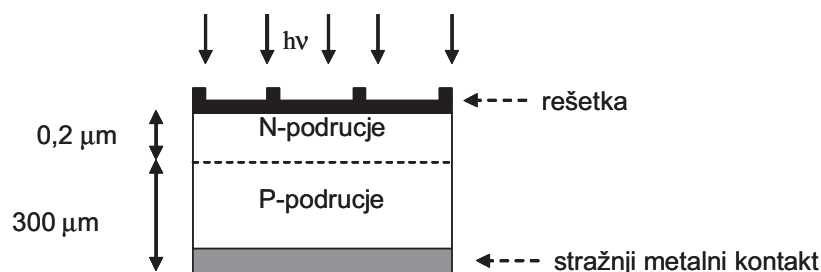 hν
rešetka
N-podrucje
0,2 μm
P-podrucje
300 μm
stražnji metalni kontakt